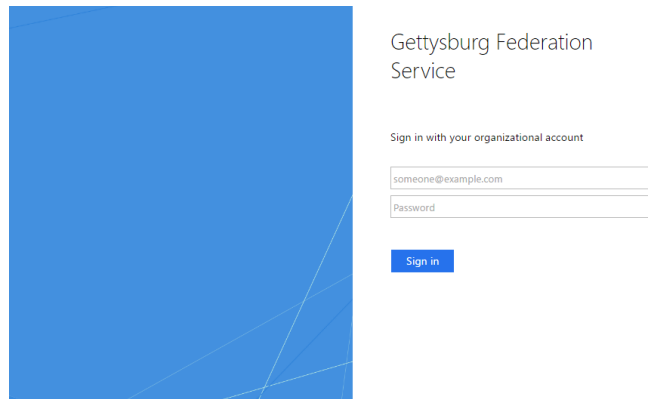 Gettysburg Federation
Service
Sign in with your organizational account
someone@example.com
Password
Sign in